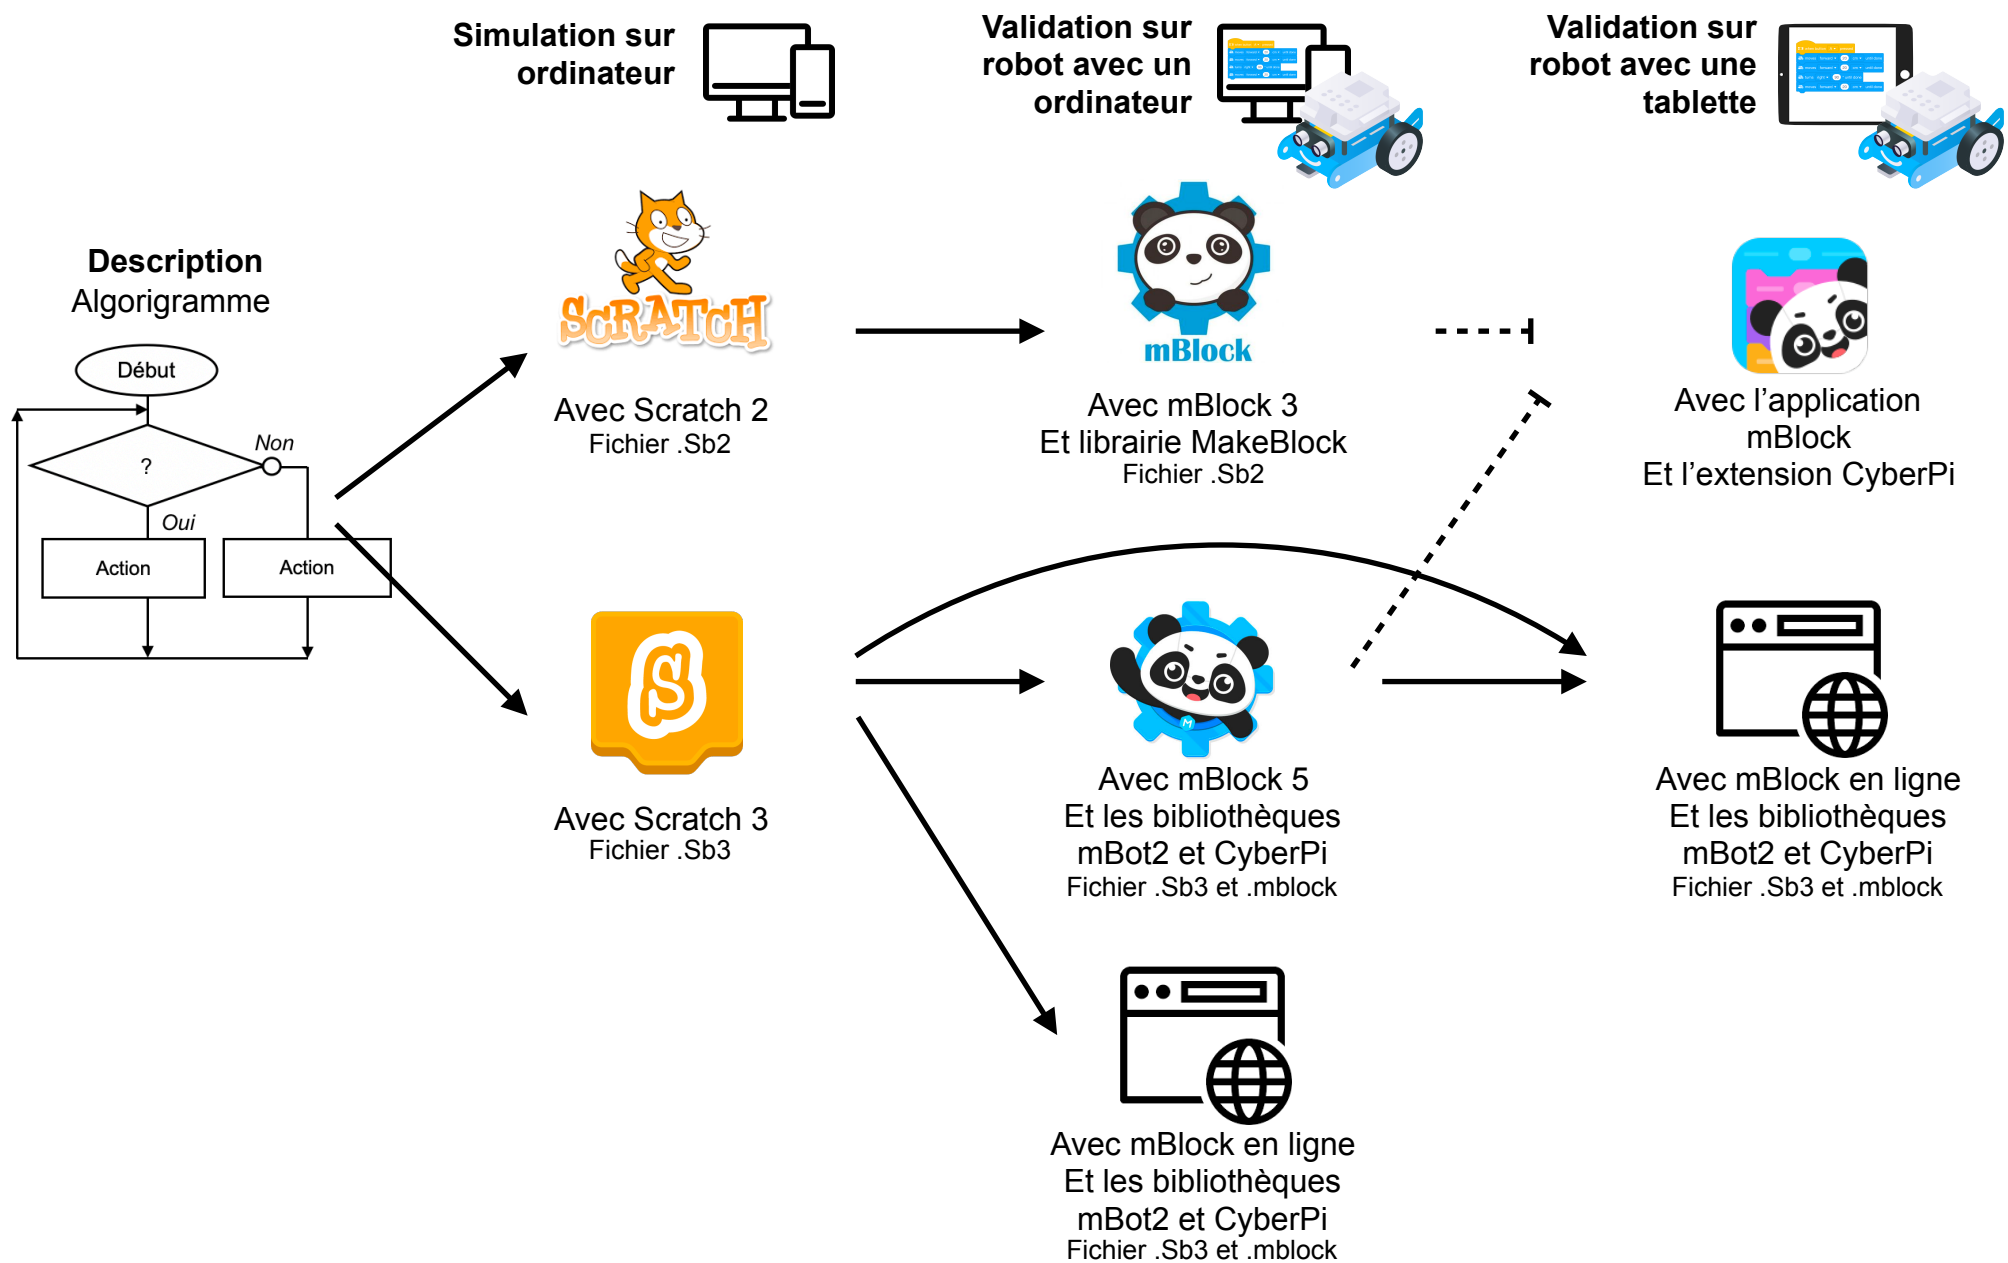 Simulation sur
ordinateur
Validation sur
robot avec un
ordinateur
Validation sur
robot avec une
tablette
Description
Algorigramme
Début
?
Non
Oui
Action
Action
SCRATCH
Avec Scratch 2
Fichier .Sb2
mBlock
Avec mBlock 3
Et librairie MakeBlock
Fichier .Sb2
Avec l’application
mBlock
Et l’extension CyberPi
S
Avec Scratch 3
Fichier .Sb3
M
Avec mBlock 5
Et les bibliothèques
mBot2 et CyberPi
Fichier .Sb3 et .mblock
Avec mBlock en ligne
Et les bibliothèques
mBot2 et CyberPi
Fichier .Sb3 et .mblock
Avec mBlock en ligne
Et les bibliothèques
mBot2 et CyberPi
Fichier .Sb3 et .mblock